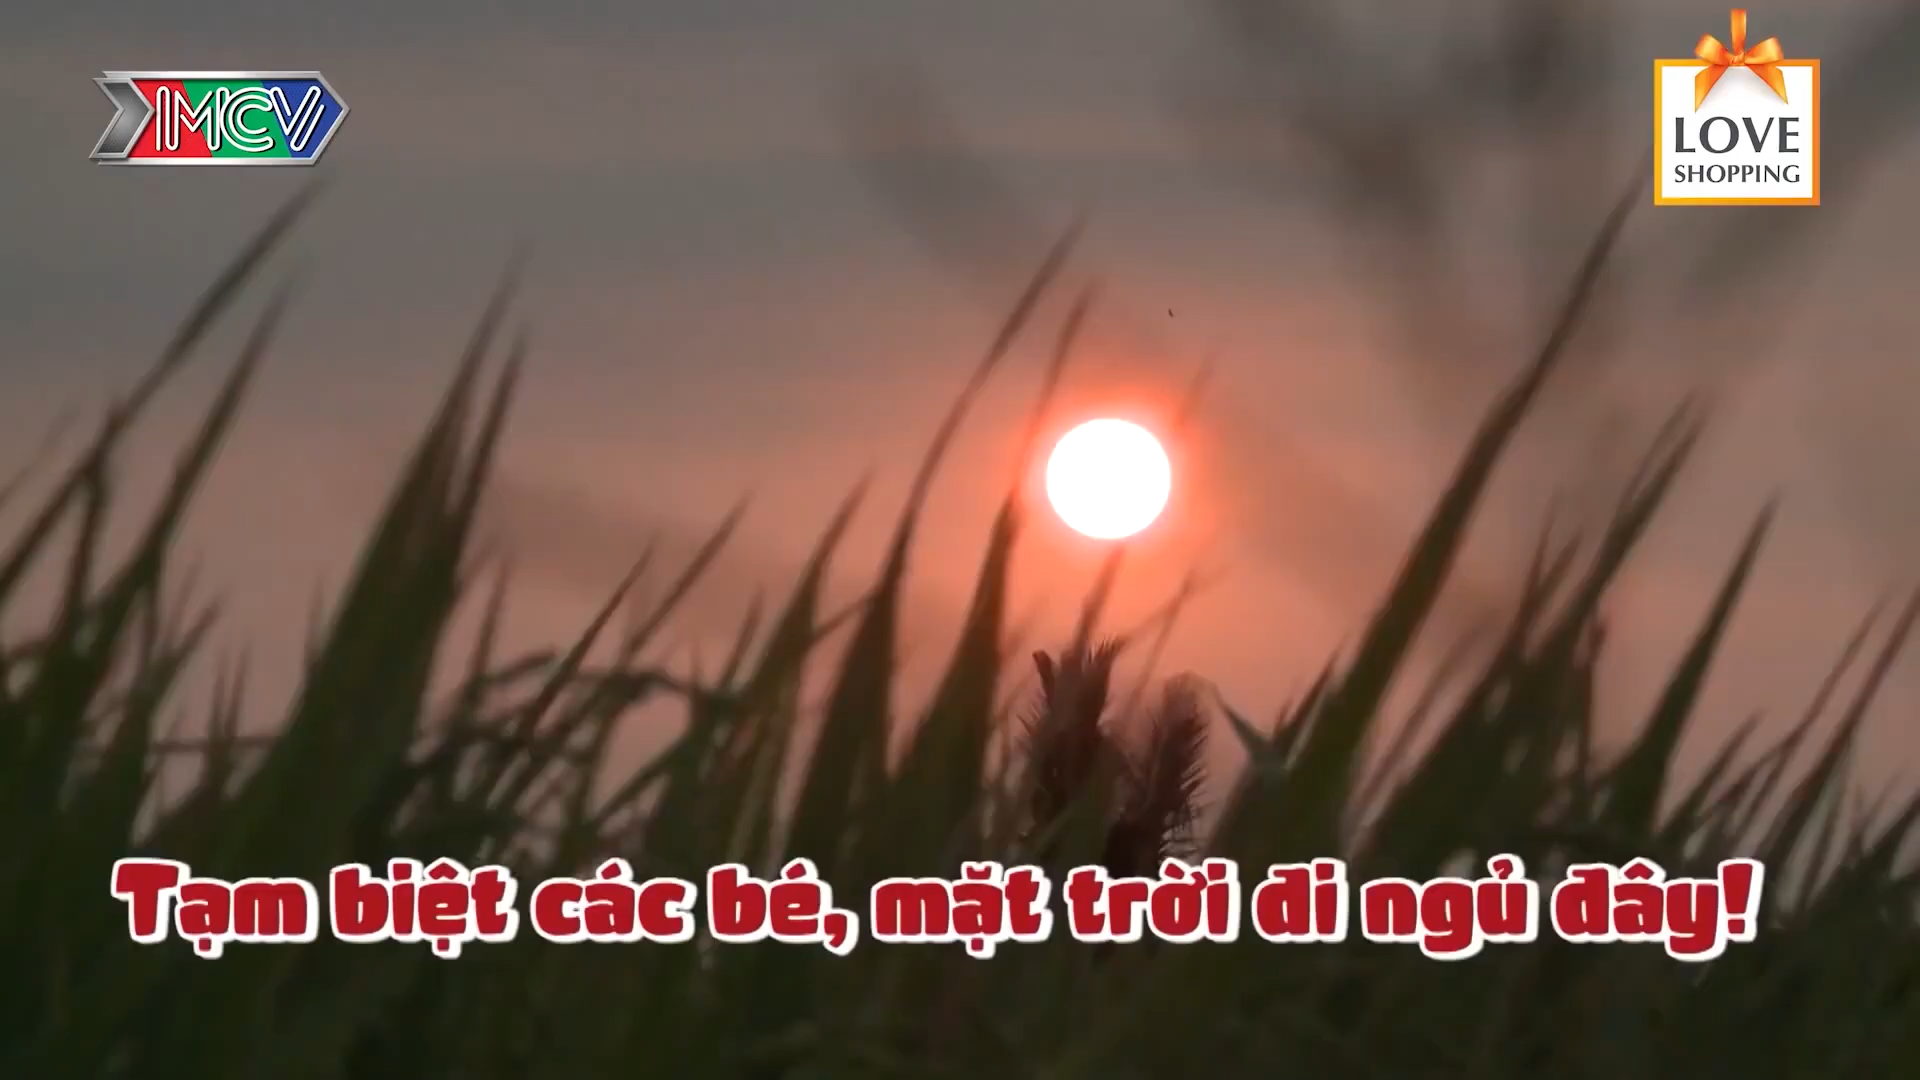 MCV
LOVE
SHOPPING
Tạm biệt các bé, mặt trời đi ngủ đây!